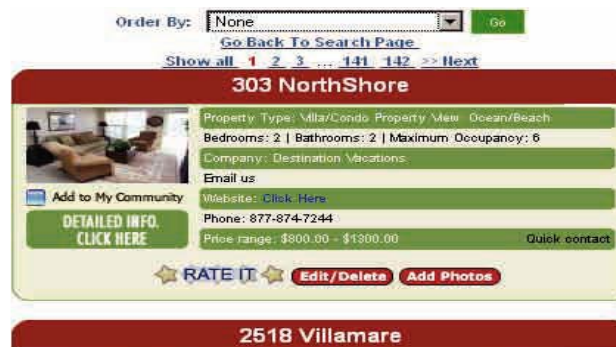 Order By: None Go
Go Back To Search Page
Show all 1 2 3 ... 141 142 >> Next
303 NorthShore
Property Type: Villa/Condo Property View: Ocean/Beach
Bedrooms: 2 | Bathrooms: 2 | Maximum Occupancy: 6
Company: Destination Vacations
Email us
Add to My Community
Website: Click Here
DETAILED INFO.
CLICK HERE
Phone: 877-874-7244
Price range: $800.00 - $1300.00 Quick contact
RATE IT Edit/Delete Add Photos
2518 Villamare